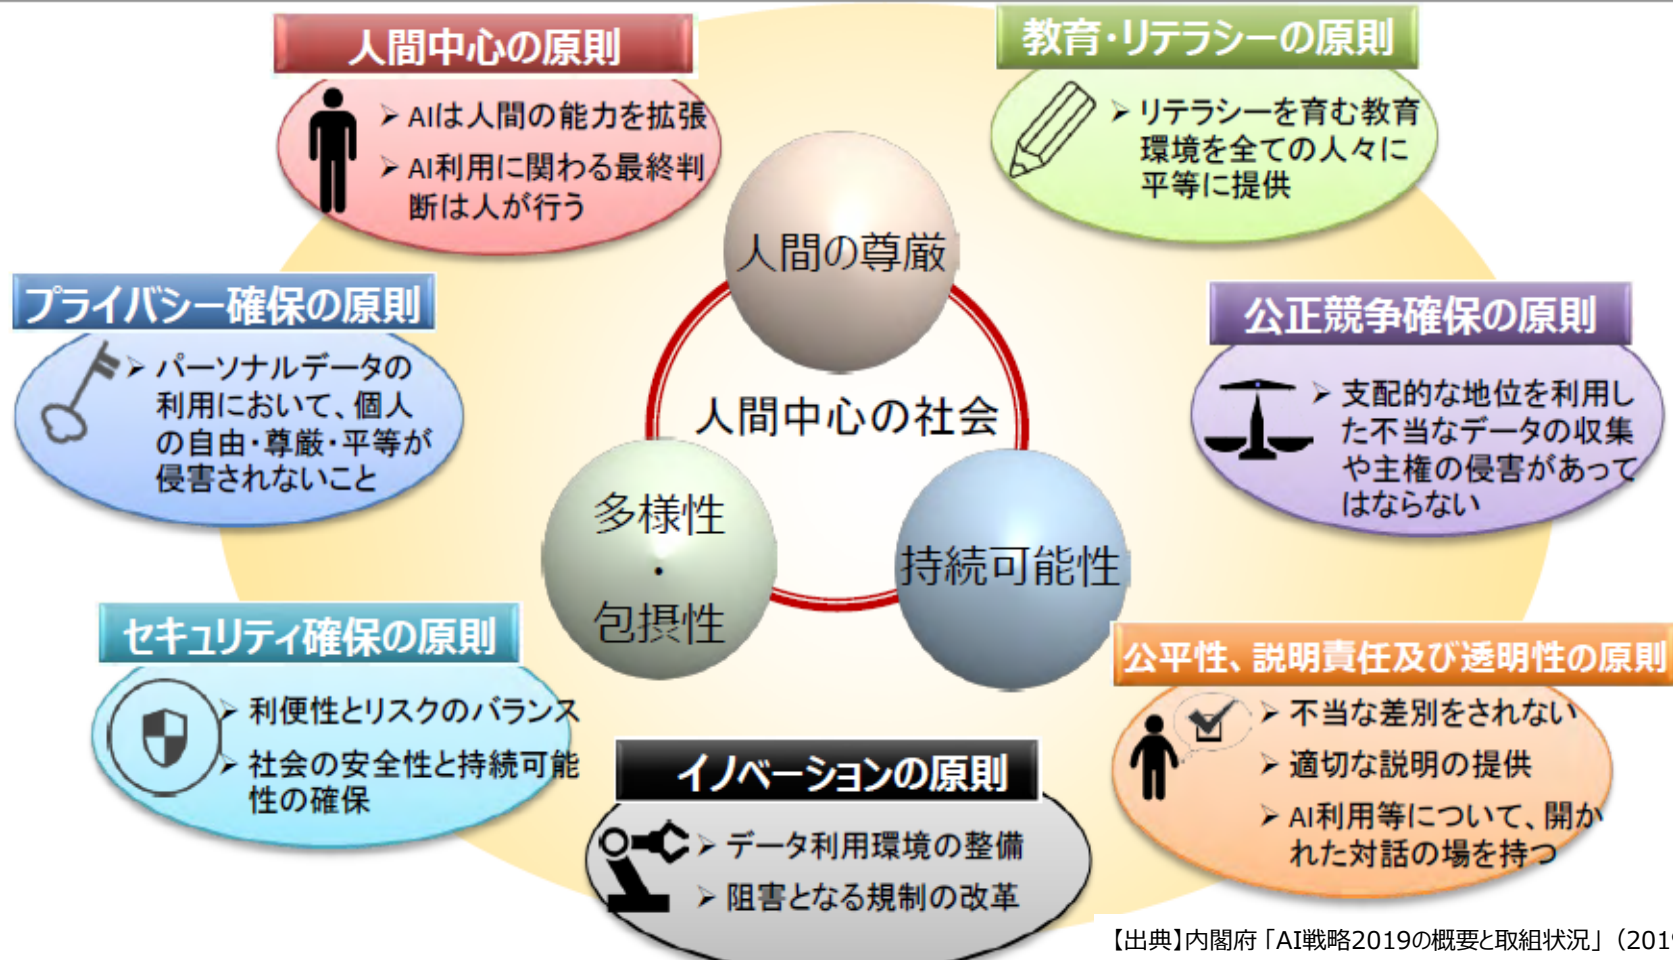 人間中心の原則
➢ AIは人間の能力を拡張
➢ AI利用に関わる最終判
断は人が行う
教育・リテラシーの原則
➢ リテラシーを育む教育
環境を全ての人々に
平等に提供
人間の尊厳
プライバシー確保の原則
➢ パーソナルデータの
利用において、個人
の自由・尊厳・平等が
侵害されないこと
人間中心の社会
公正競争確保の原則
➢ 支配的な地位を利用し
た不当なデータの収集
や主権の侵害があって
はならない
多様性
・
包摂性
持続可能性
セキュリティ確保の原則
➢ 利便性とリスクのバランス
➢ 社会の安全性と持続可能
性の確保
イノベーションの原則
➢ データ利用環境の整備
➢ 阻害となる規制の改革
公平性、説明責任及び透明性の原則
➢ 不当な差別をされない
➢ 適切な説明の提供
➢ AI利用等について、開か
れた対話の場を持つ
【出典】内閣府「AI戦略2019の概要と取組状況」（201